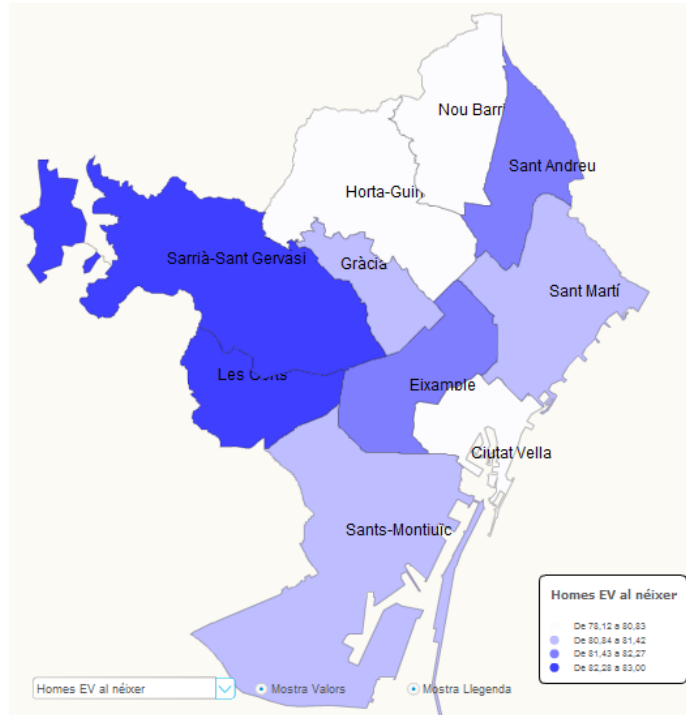 Nou Barri
Sant Andreu
Horta-Guin
Sarrià-Sant Gervasi
Gràcia
Sant Martí
Les Corts
Eixample
Ciutat Vella
Sants-Montjuïc
Homes EV al néixer
De 78,12 a 80,83
De 80,84 a 81,42
De 81,43 a 82,27
De 82,28 a 83,00
Homes EV al néixer
Mostra Valors
Mostra Llegenda